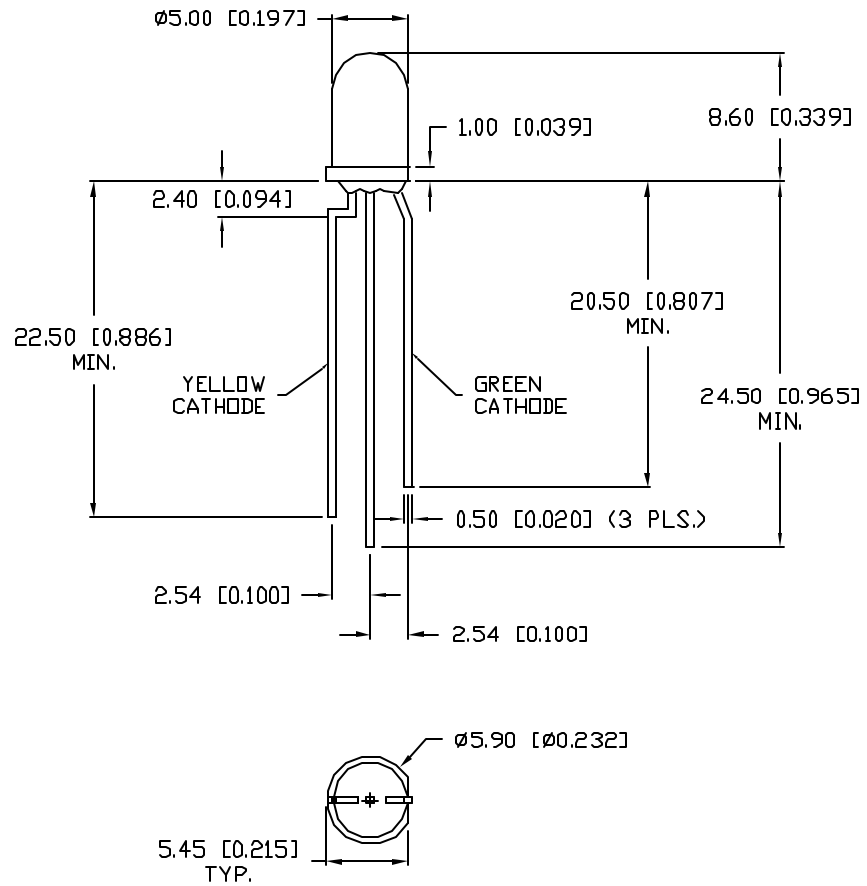 ø5.00 [0.197]
8.60 [0.339]
1.00 [0.039]
2.40 [0.094]
20.50 [0.807]
MIN.
22.50 [0.886]
MIN.
YELLOW
CATHODE
GREEN
CATHODE
24.50 [0.965]
MIN.
0.50 [0.020] (3 PLS.)
2.54 [0.100]
2.54 [0.100]
ø5.90 [ø0.232]
5.45 [0.215]
TYP.